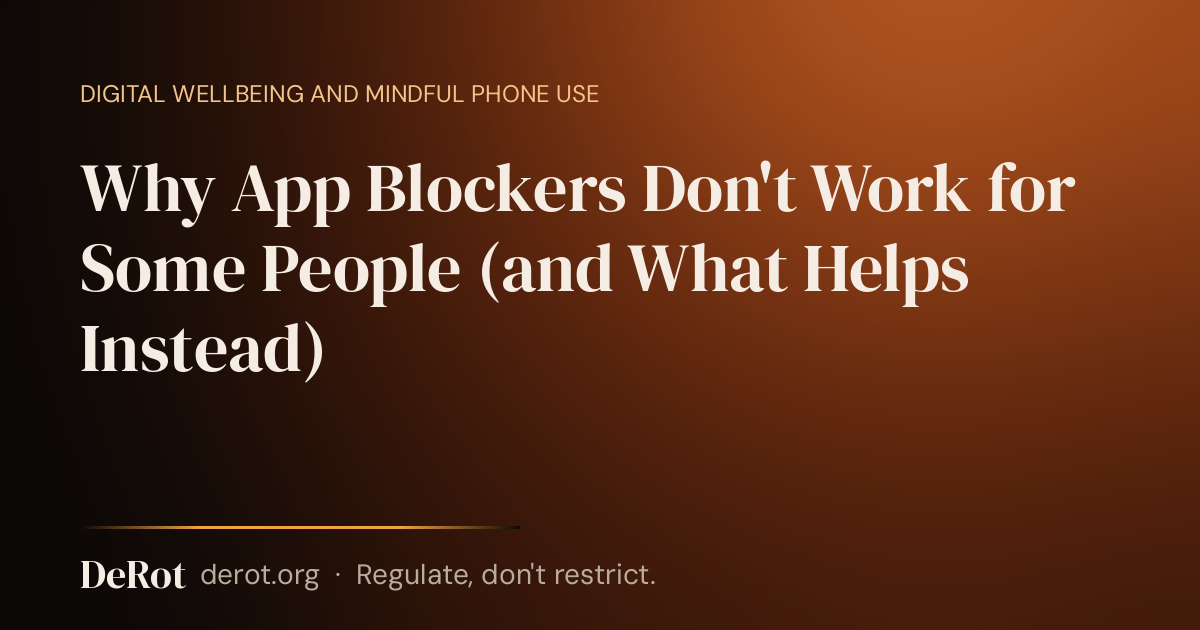 DIGITAL WELLBEING AND MINDFUL PHONE USE
Why App Blockers Don't Work for
Some People (and What Helps
Instead)
DeRot derot.org · Regulate, don't restrict.